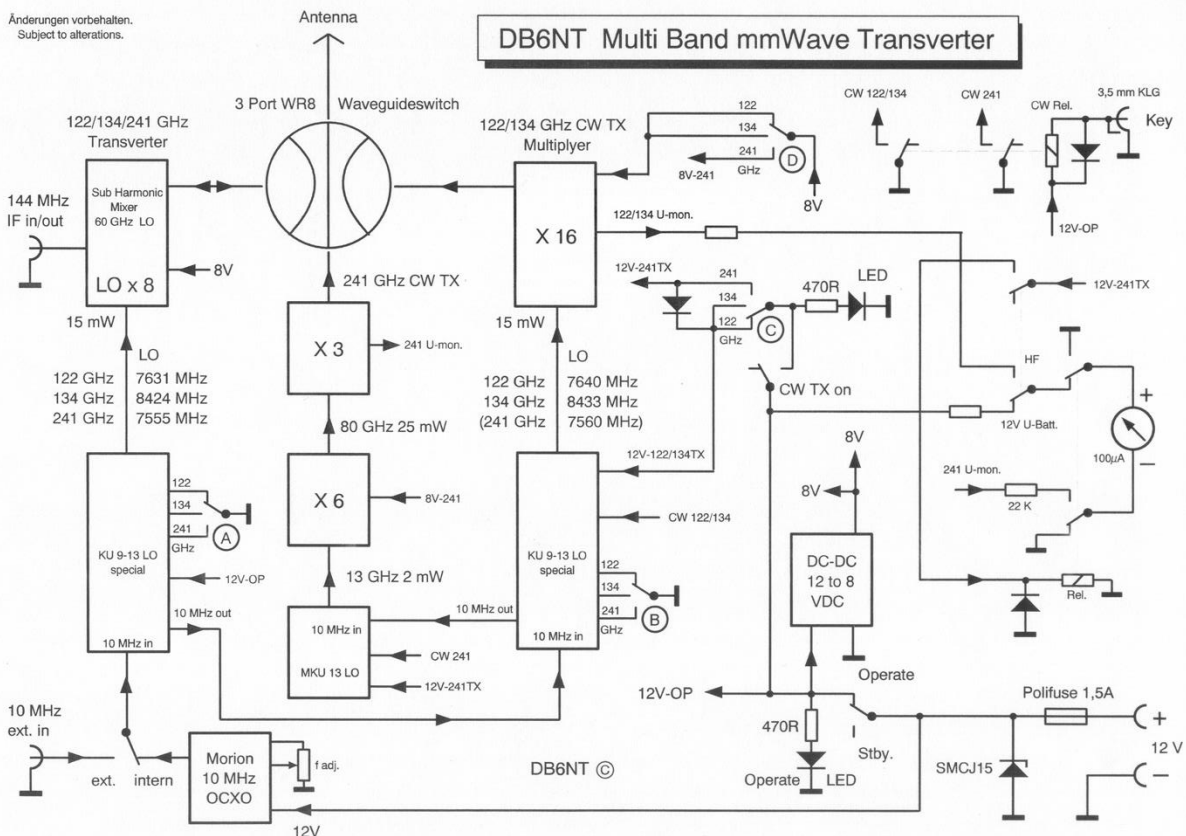 Änderungen vorbehalten.
Subject to alterations.
Antenna
DB6NT Multi Band mmWave Transverter
3 Port WR8
Waveguideswitch
122/134/241 GHz
Transverter
Sub Harmonic
Mixer
60 GHz LO
LO x 8
144 MHz
IF in/out
8V
15 mW
122/134 GHz CW TX
Multiplyer
X 16
15 mW
122
134
241
GHz
D
8V-241
8V
122/134 U-mon.
CW 122/134
CW 241
CW Rel.
3,5 mm KLG
Key
12V-OP
241 GHz CW TX
X 3
241 U-mon.
80 GHz 25 mW
X 6
8V-241
13 GHz 2 mW
10 MHz in
MKU 13 LO
CW 241
12V-241TX
LO
122 GHz 7631 MHz
134 GHz 8424 MHz
241 GHz 7555 MHz
LO
122 GHz 7640 MHz
134 GHz 8433 MHz
(241 GHz 7560 MHz)
12V-241TX
241
134
122
GHz
C
470R
LED
CW TX on
12V-241TX
HF
12V U-Batt.
+
100µA
–
241 U-mon.
22 K
Rel.
KU 9-13 LO
special
10 MHz in
122
134
241
GHz
A
12V-OP
10 MHz out
KU 9-13 LO
special
10 MHz in
12V-122/134TX
CW 122/134
122
134
241
GHz
B
10 MHz out
8V
8V
DC-DC
12 to 8
VDC
Operate
12V-OP
470R
Stby.
Operate
LED
Polifuse 1,5A
+
12 V
–
SMCJ15
10 MHz
ext. in
ext.
intern
Morion
10 MHz
OCXO
f adj.
12V
DB6NT ©